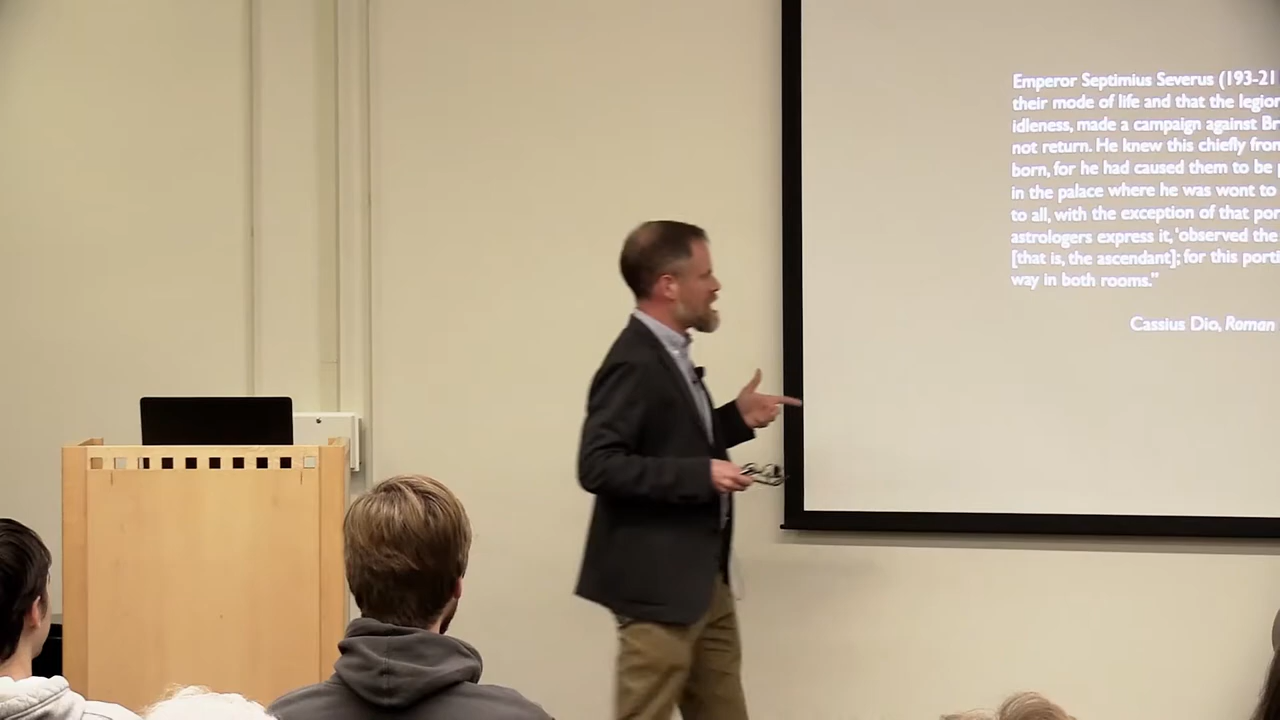 Emperor Septimius Severus (193-21
their mode of life and that the legior
idleness, made a campaign against Br
not return. He knew this chiefly from
born, for he had caused them to be p
in the palace where he was wont to
to all, with the exception of that por
astrologers express it, 'observed the
[that is, the ascendant]; for this porti
way in both rooms."
Cassius Dio, Roman